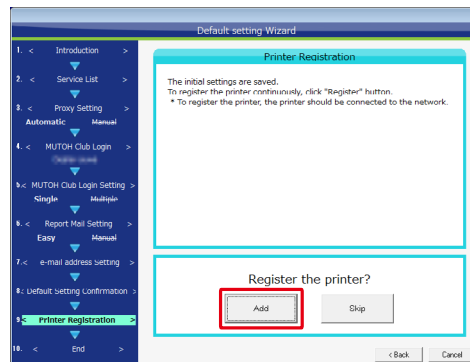 Default setting Wizard
1. < Introduction >
2. < Service List >
3. < Proxy Setting >
Automatic Manual
4. < MUTOH Club Login >
5.< MUTOH Club Login Setting >
Single Multiple
6. < Report Mail Setting >
Easy Manual
7.< e-mail address Setting >
8.< Default Setting Confirmation >
9.< Printer Registration >
10. < End >
Printer Registration
The initial settings are saved.
To register the printer continuously, click "Register" button.
* To register the printer, the printer should be connected to the network.
Register the printer?
Add Skip
< Back Cancel